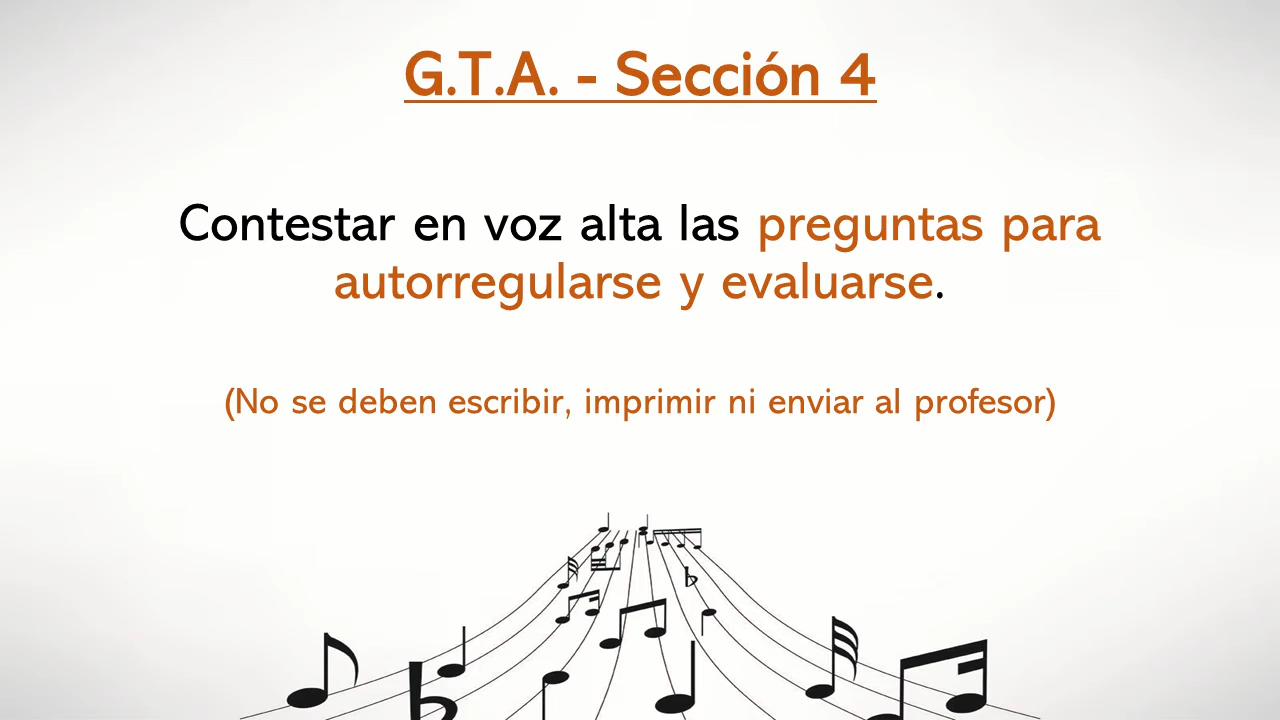 G.T.A. - Sección 4
Contestar en voz alta las preguntas para
autorregularse y evaluarse.
(No se deben escribir, imprimir ni enviar al profesor)